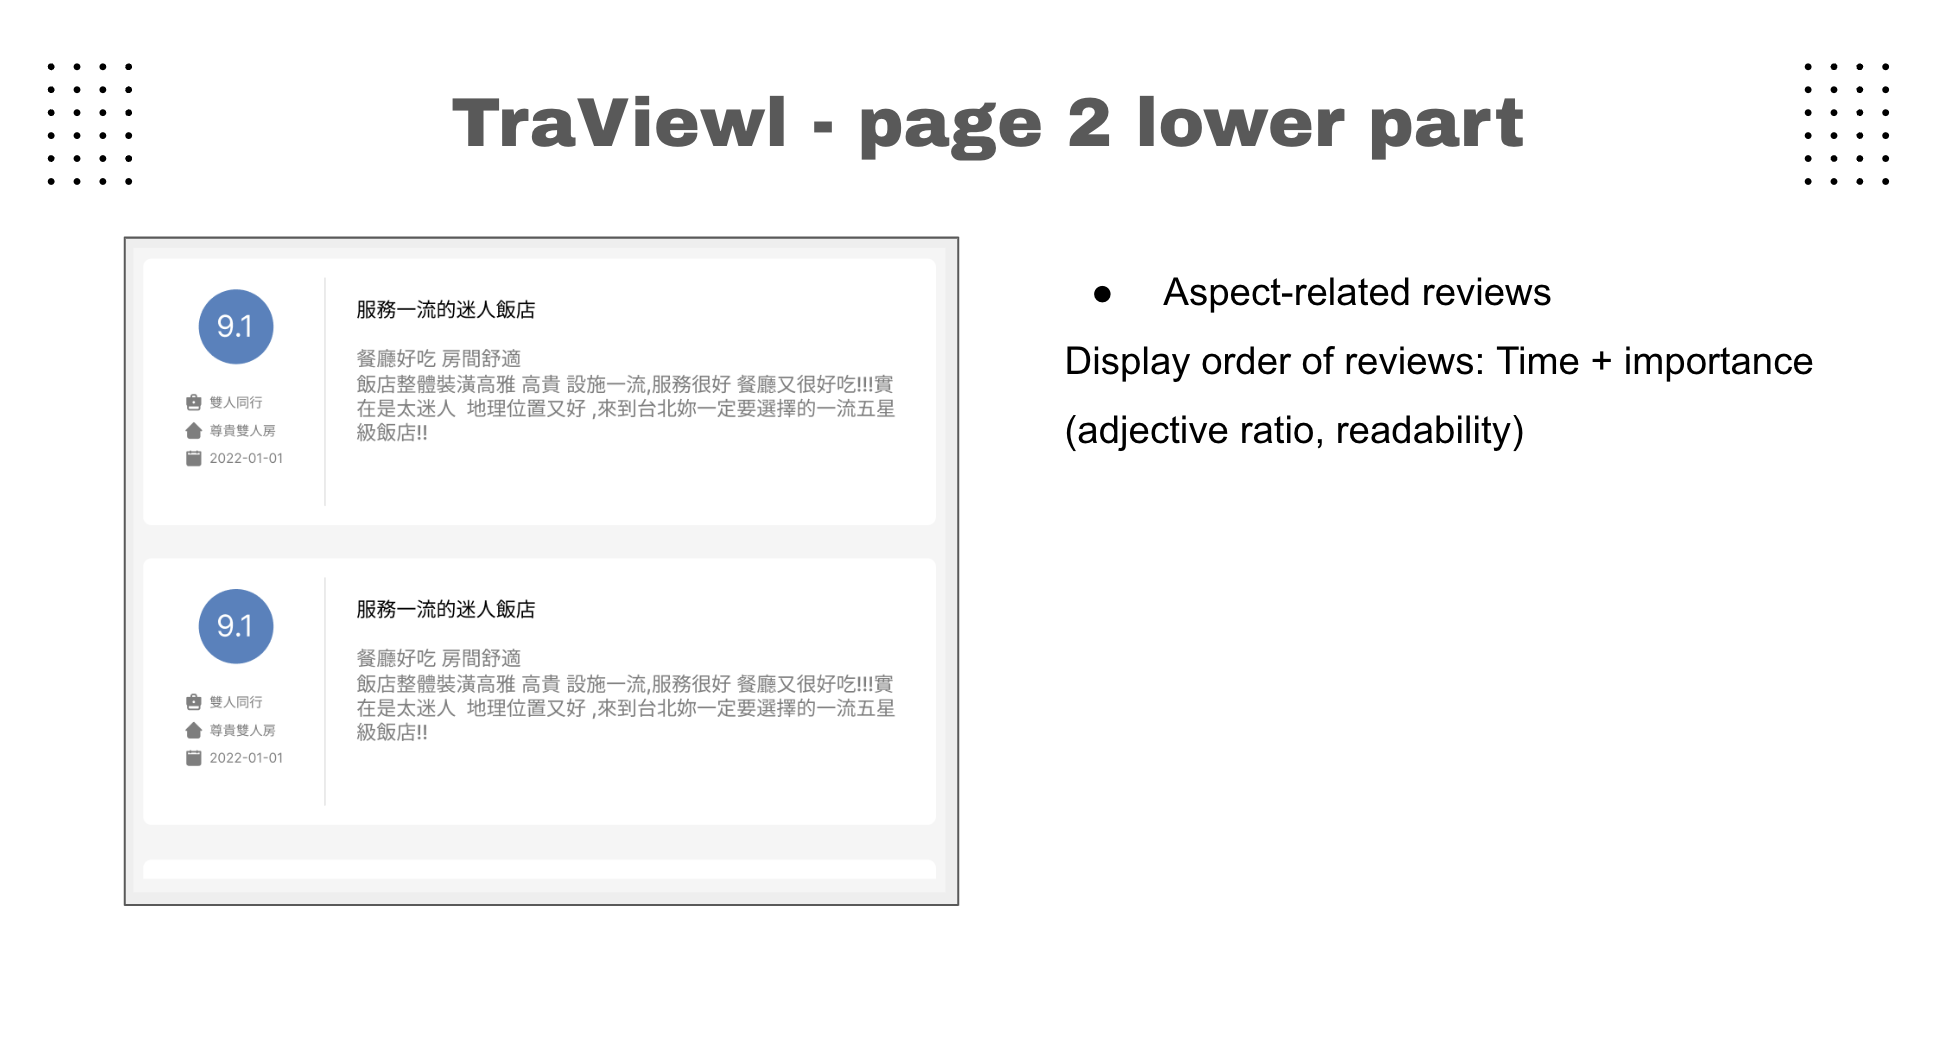 TraViewl - page 2 lower part
9.1
雙人同行
尊貴雙人房
2022-01-01
服務一流的迷人飯店
餐廳好吃 房間舒適
飯店整體裝潢高雅 高貴 設施一流,服務很好 餐廳又很好吃!!!實
在是太迷人 地理位置又好 ,來到台北妳一定要選擇的一流五星
級飯店!!
9.1
雙人同行
尊貴雙人房
2022-01-01
服務一流的迷人飯店
餐廳好吃 房間舒適
飯店整體裝潢高雅 高貴 設施一流,服務很好 餐廳又很好吃!!!實
在是太迷人 地理位置又好 ,來到台北妳一定要選擇的一流五星
級飯店!!
● Aspect-related reviews
Display order of reviews: Time + importance
(adjective ratio, readability)